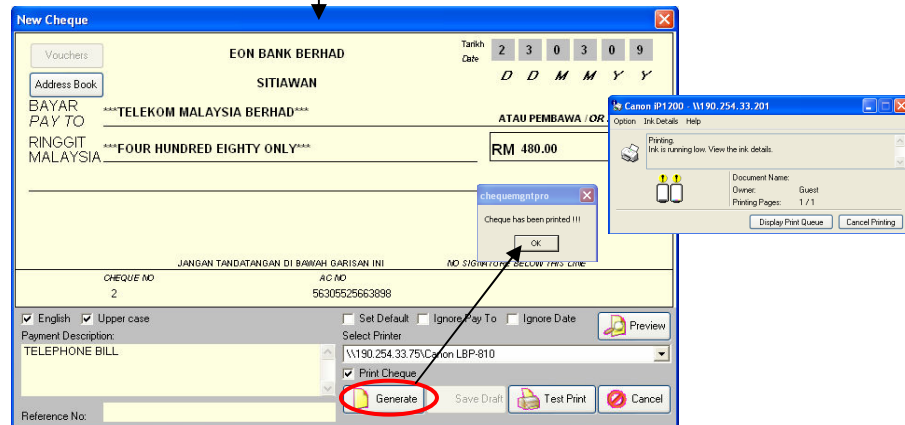 New Cheque
Vouchers
EON BANK BERHAD
Tarikh
Date
2 3 0 3 0 9
D D M M Y Y
Address Book
SITIAWAN
BAYAR
PAY TO
***TELEKOM MALAYSIA BERHAD***
ATAU PEMBAWA / OR
RINGGIT
MALAYSIA
***FOUR HUNDRED EIGHTY ONLY***
RM 480.00
Canon iP1200 - \\190.254.33.201
Option Ink Details Help
Printing.
Ink is running low. View the ink details.
Document Name:
Owner: Guest
Printing Pages: 1 / 1
Display Print Queue Cancel Printing
chequemgntpro
Cheque has been printed !!!
OK
JANGAN TANDATANGAN DI BAWAH GARISAN INI
NO SIGNATURE BELOW THIS LINE
CHEQUE NO AC NO
2 56305525663898
English Upper case
Set Default Ignore Pay To Ignore Date
Preview
Payment Description:
TELEPHONE BILL
Select Printer
\\190.254.33.75\Canon LBP-810
Print Cheque
Generate Save Draft Test Print Cancel
Reference No: